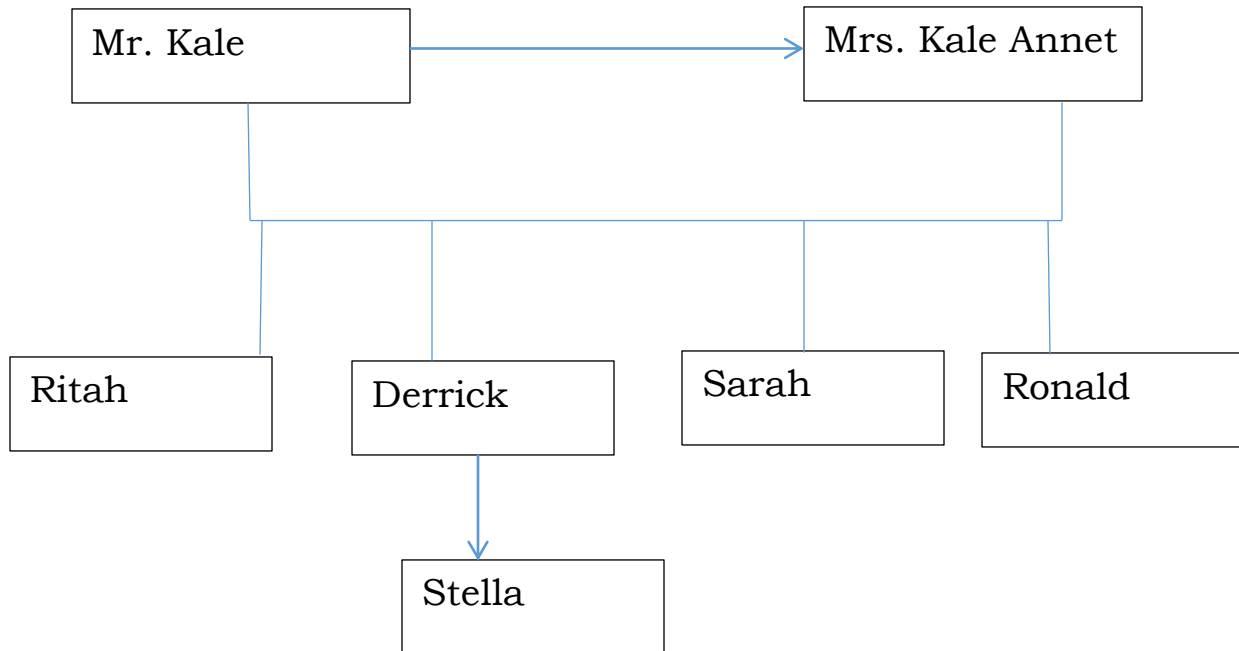 Mr. Kale
Mrs. Kale Annet
Ritah
Derrick
Sarah
Ronald
Stella